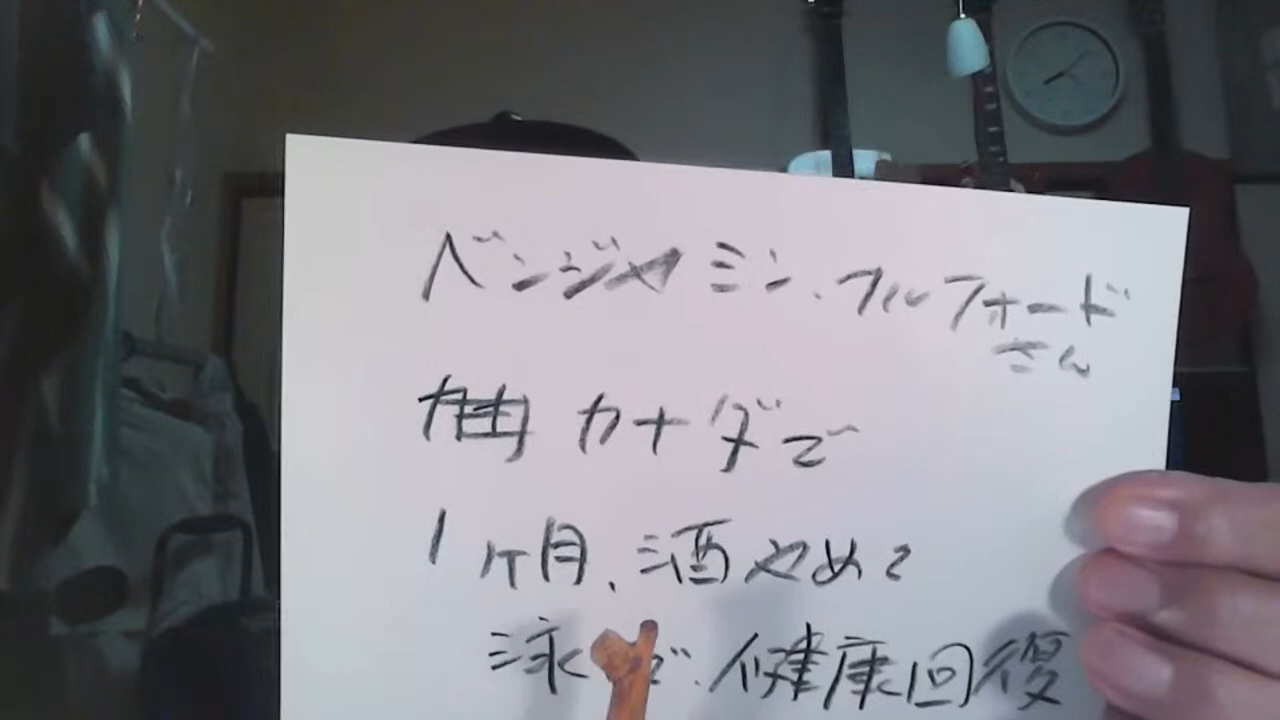 ベンジャミン、フルフォード
さん
カナダで
1ヶ月、酒やめて
泳 で、健康回復